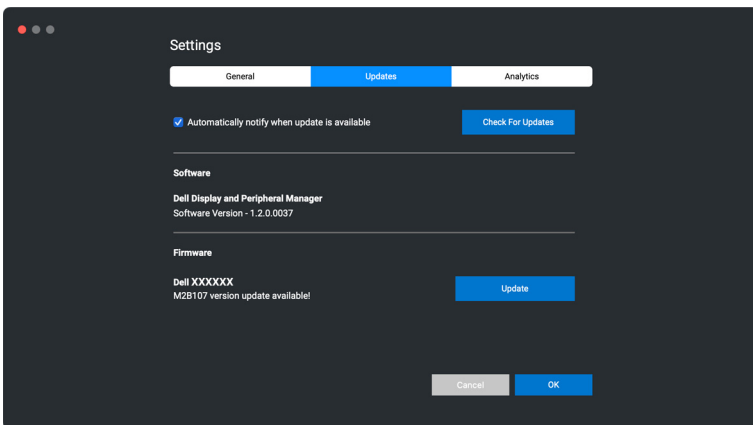 Settings
General Updates Analytics
Automatically notify when update is available Check For Updates
Software
Dell Display and Peripheral Manager
Software Version - 1.2.0.0037
Firmware
Dell XXXXXX
M2B107 version update available! Update
Cancel OK